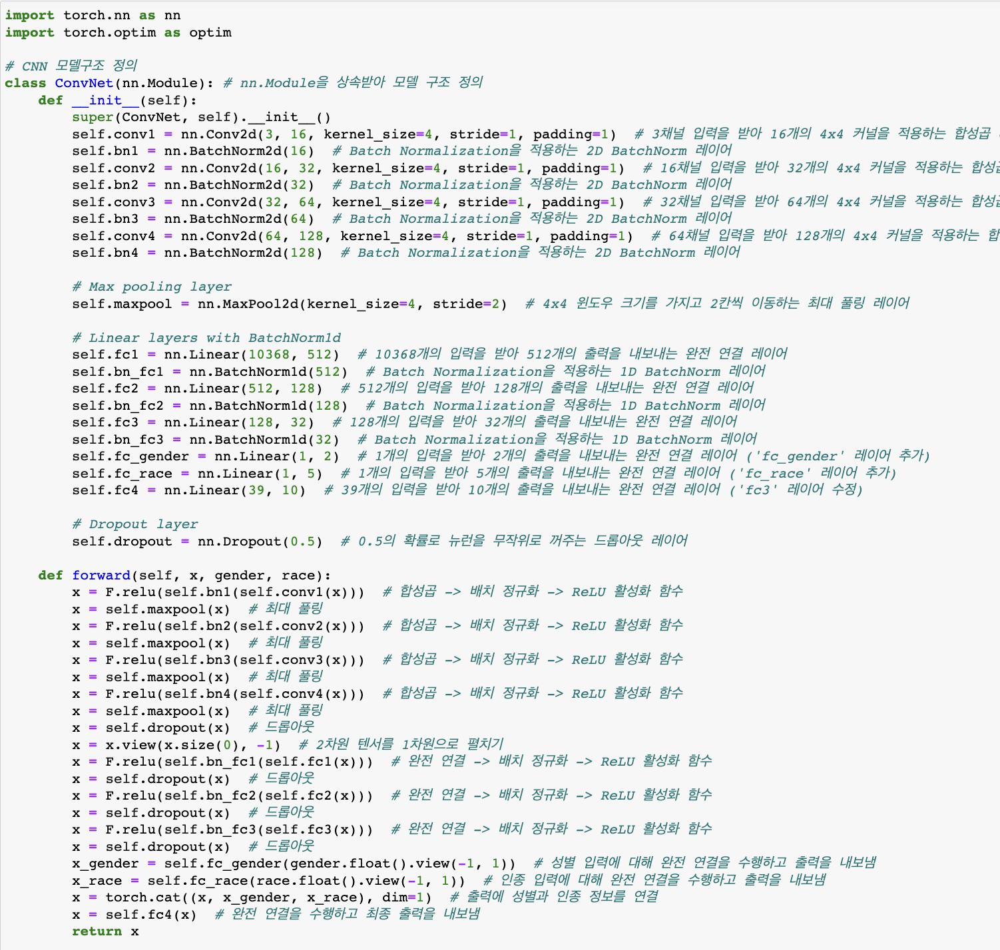 import torch.nn as nn
import torch.optim as optim
# CNN 모델구조 정의
class ConvNet(nn.Module): # nn.Module을 상속받아 모델 구조 정의
def __init__(self):
super(ConvNet, self).__init__()
self.conv1 = nn.Conv2d(3, 16, kernel_size=4, stride=1, padding=1) # 3채널 입력을 받아 16개의 4x4 커널을 적용하는 합성곱
self.bn1 = nn.BatchNorm2d(16) # Batch Normalization을 적용하는 2D BatchNorm 레이어
self.conv2 = nn.Conv2d(16, 32, kernel_size=4, stride=1, padding=1) # 16채널 입력을 받아 32개의 4x4 커널을 적용하는 합성곱
self.bn2 = nn.BatchNorm2d(32) # Batch Normalization을 적용하는 2D BatchNorm 레이어
self.conv3 = nn.Conv2d(32, 64, kernel_size=4, stride=1, padding=1) # 32채널 입력을 받아 64개의 4x4 커널을 적용하는 합성곱
self.bn3 = nn.BatchNorm2d(64) # Batch Normalization을 적용하는 2D BatchNorm 레이어
self.conv4 = nn.Conv2d(64, 128, kernel_size=4, stride=1, padding=1) # 64채널 입력을 받아 128개의 4x4 커널을 적용하는 합
self.bn4 = nn.BatchNorm2d(128) # Batch Normalization을 적용하는 2D BatchNorm 레이어
# Max pooling layer
self.maxpool = nn.MaxPool2d(kernel_size=4, stride=2) # 4x4 윈도우 크기를 가지고 2칸씩 이동하는 최대 풀링 레이어
# Linear layers with BatchNorm1d
self.fc1 = nn.Linear(10368, 512) # 10368개의 입력을 받아 512개의 출력을 내보내는 완전 연결 레이어
self.bn_fc1 = nn.BatchNorm1d(512) # Batch Normalization을 적용하는 1D BatchNorm 레이어
self.fc2 = nn.Linear(512, 128) # 512개의 입력을 받아 128개의 출력을 내보내는 완전 연결 레이어
self.bn_fc2 = nn.BatchNorm1d(128) # Batch Normalization을 적용하는 1D BatchNorm 레이어
self.fc3 = nn.Linear(128, 32) # 128개의 입력을 받아 32개의 출력을 내보내는 완전 연결 레이어
self.bn_fc3 = nn.BatchNorm1d(32) # Batch Normalization을 적용하는 1D BatchNorm 레이어
self.fc_gender = nn.Linear(1, 2) # 1개의 입력을 받아 2개의 출력을 내보내는 완전 연결 레이어 ('fc_gender' 레이어 추가)
self.fc_race = nn.Linear(1, 5) # 1개의 입력을 받아 5개의 출력을 내보내는 완전 연결 레이어 ('fc_race' 레이어 추가)
self.fc4 = nn.Linear(39, 10) # 39개의 입력을 받아 10개의 출력을 내보내는 완전 연결 레이어 ('fc3' 레이어 수정)
# Dropout layer
self.dropout = nn.Dropout(0.5) # 0.5의 확률로 뉴런을 무작위로 꺼주는 드롭아웃 레이어
def forward(self, x, gender, race):
x = F.relu(self.bn1(self.conv1(x))) # 합성곱 -> 배치 정규화 -> ReLU 활성화 함수
x = self.maxpool(x) # 최대 풀링
x = F.relu(self.bn2(self.conv2(x))) # 합성곱 -> 배치 정규화 -> ReLU 활성화 함수
x = self.maxpool(x) # 최대 풀링
x = F.relu(self.bn3(self.conv3(x))) # 합성곱 -> 배치 정규화 -> ReLU 활성화 함수
x = self.maxpool(x) # 최대 풀링
x = F.relu(self.bn4(self.conv4(x))) # 합성곱 -> 배치 정규화 -> ReLU 활성화 함수
x = self.maxpool(x) # 최대 풀링
x = self.dropout(x) # 드롭아웃
x = x.view(x.size(0), -1) # 2차원 텐서를 1차원으로 펼치기
x = F.relu(self.bn_fc1(self.fc1(x))) # 완전 연결 -> 배치 정규화 -> ReLU 활성화 함수
x = self.dropout(x) # 드롭아웃
x = F.relu(self.bn_fc2(self.fc2(x))) # 완전 연결 -> 배치 정규화 -> ReLU 활성화 함수
x = self.dropout(x) # 드롭아웃
x = F.relu(self.bn_fc3(self.fc3(x))) # 완전 연결 -> 배치 정규화 -> ReLU 활성화 함수
x = self.dropout(x) # 드롭아웃
x_gender = self.fc_gender(gender.float().view(-1, 1)) # 성별 입력에 대해 완전 연결을 수행하고 출력을 내보냄
x_race = self.fc_race(race.float().view(-1, 1)) # 인종 입력에 대해 완전 연결을 수행하고 출력을 내보냄
x = torch.cat((x, x_gender, x_race), dim=1) # 출력에 성별과 인종 정보를 연결
x = self.fc4(x) # 완전 연결을 수행하고 최종 출력을 내보냄
return x